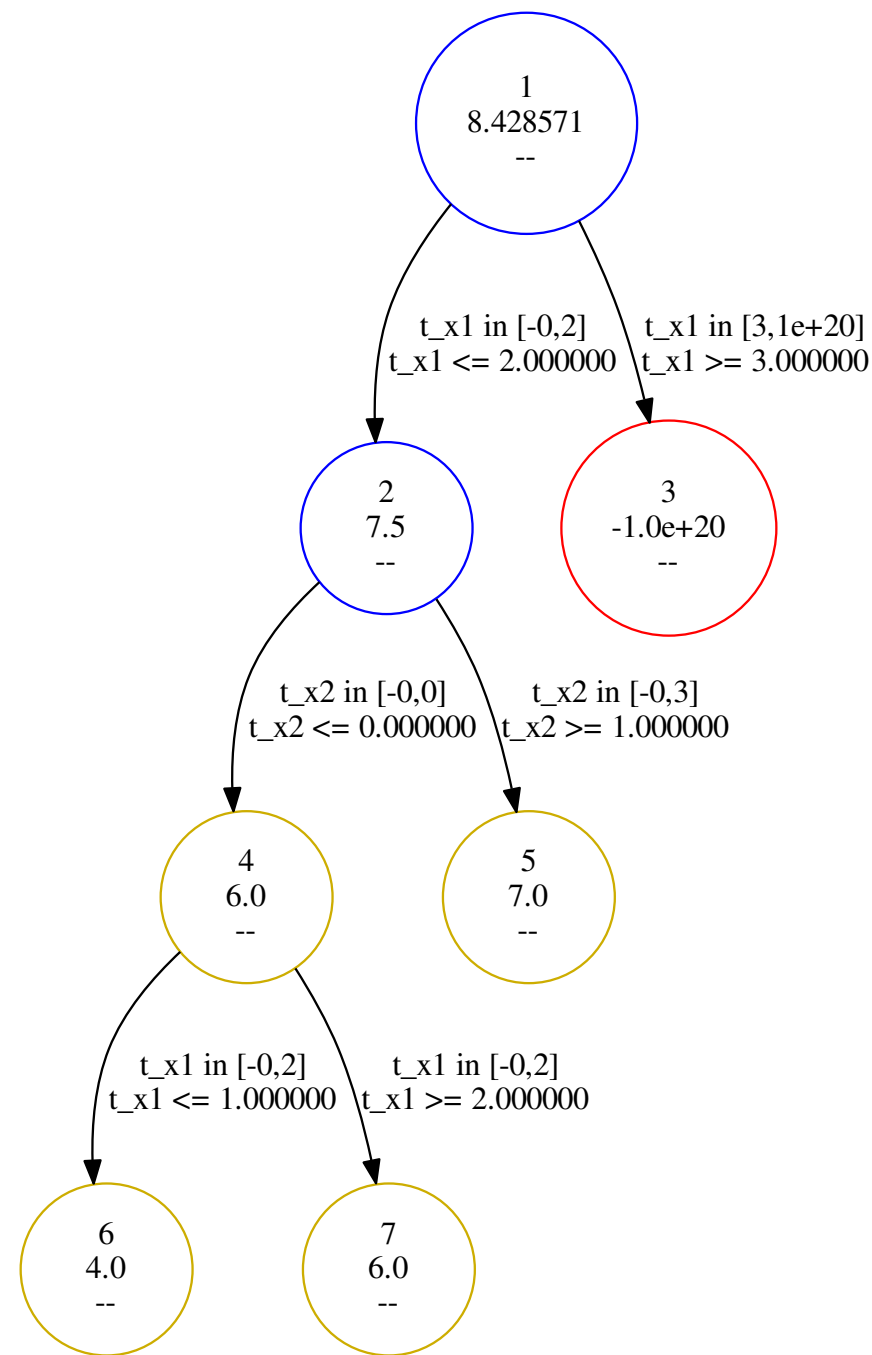 1
8.428571
--
t_x1 in [-0,2]
t_x1 <= 2.000000
t_x1 in [3,1e+20]
t_x1 >= 3.000000
2
7.5
--
3
-1.0e+20
--
t_x2 in [-0,0]
t_x2 <= 0.000000
t_x2 in [-0,3]
t_x2 >= 1.000000
4
6.0
--
5
7.0
--
t_x1 in [-0,2]
t_x1 <= 1.000000
t_x1 in [-0,2]
t_x1 >= 2.000000
6
4.0
--
7
6.0
--